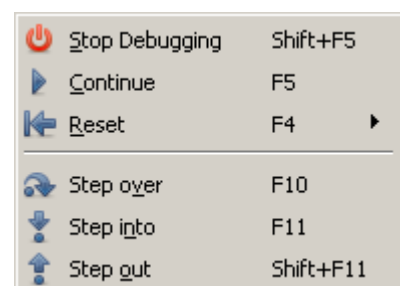 Stop Debugging Shift+F5
Continue F5
Reset F4
Step over F10
Step into F11
Step out Shift+F11